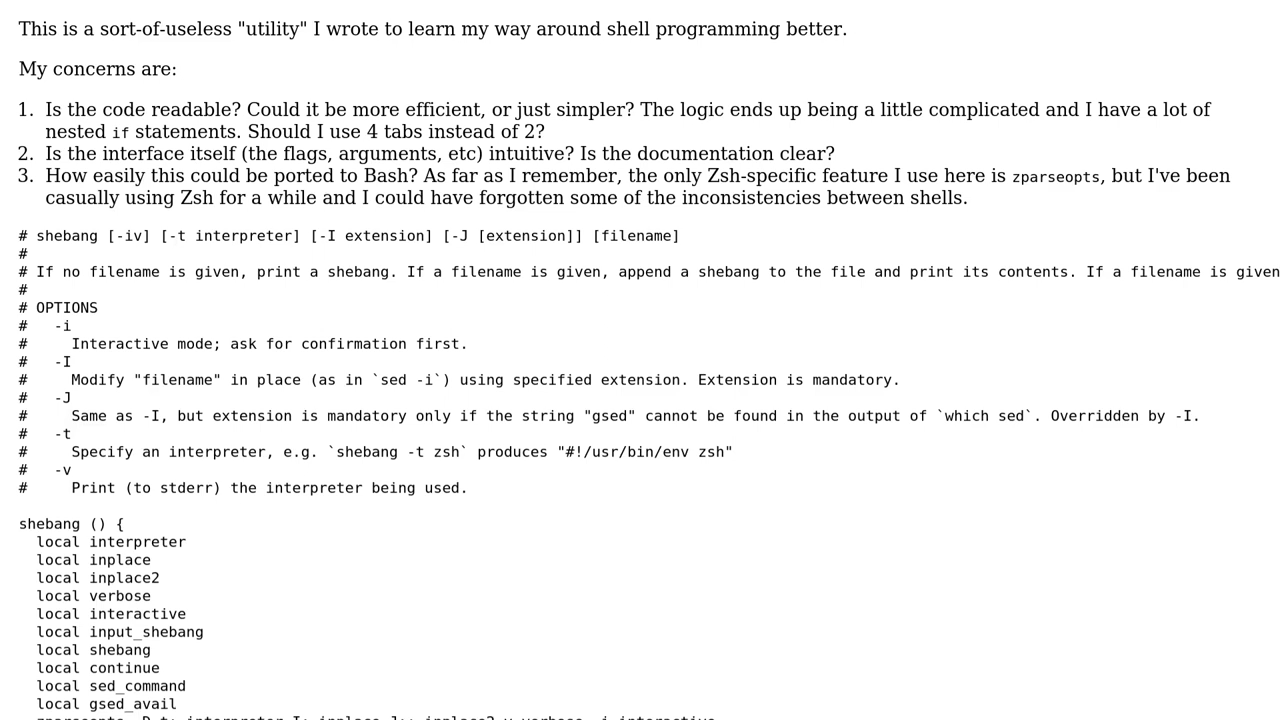 This is a sort-of-useless "utility" I wrote to learn my way around shell programming better.
My concerns are:
1. Is the code readable? Could it be more efficient, or just simpler? The logic ends up being a little complicated and I have a lot of
nested if statements. Should I use 4 tabs instead of 2?
2. Is the interface itself (the flags, arguments, etc) intuitive? Is the documentation clear?
3. How easily this could be ported to Bash? As far as I remember, the only Zsh-specific feature I use here is zparseopts, but I've been
casually using Zsh for a while and I could have forgotten some of the inconsistencies between shells.
# shebang [-iv] [-t interpreter] [-I extension] [-J [extension]] [filename]
#
# If no filename is given, print a shebang. If a filename is given, append a shebang to the file and print its contents. If a filename is given
#
# OPTIONS
#   -i
#     Interactive mode; ask for confirmation first.
#   -I
#     Modify "filename" in place (as in `sed -i`) using specified extension. Extension is mandatory.
#   -J
#     Same as -I, but extension is mandatory only if the string "gsed" cannot be found in the output of `which sed`. Overridden by -I.
#   -t
#     Specify an interpreter, e.g. `shebang -t zsh` produces "#!/usr/bin/env zsh"
#   -v
#     Print (to stderr) the interpreter being used.
shebang () {
  local interpreter
  local inplace
  local inplace2
  local verbose
  local interactive
  local input_shebang
  local shebang
  local continue
  local sed_command
  local gsed_avail